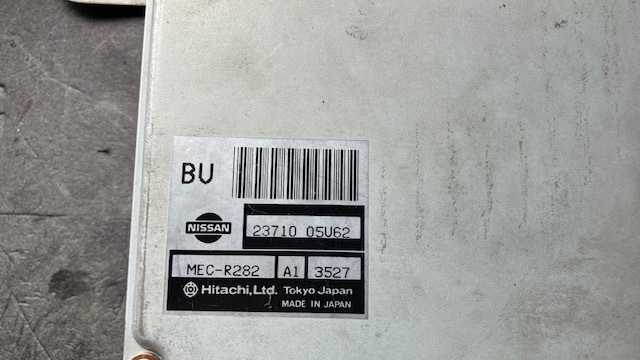 BU
NISSAN
23710 05U62
MEC-R282 A1 3527
Hitachi, Ltd. Tokyo Japan
MADE IN JAPAN